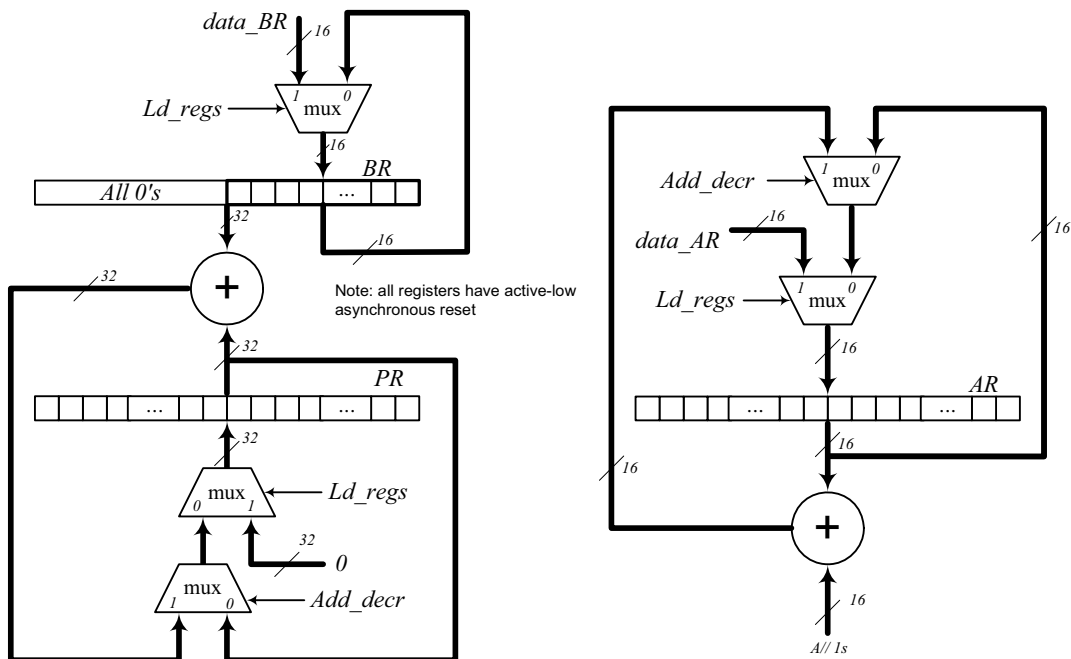 data_BR
16
1
0
mux
Ld_regs
16
BR
All 0's
...
32
16
32
+
Note: all registers have active-low
asynchronous reset
32
PR
...
...
32
mux
0
1
Ld_regs
32
0
mux
1
0
Add_decr
1
0
mux
Add_decr
16
16
data_AR
1
0
mux
Ld_regs
16
AR
...
...
16
16
+
16
A// 1s